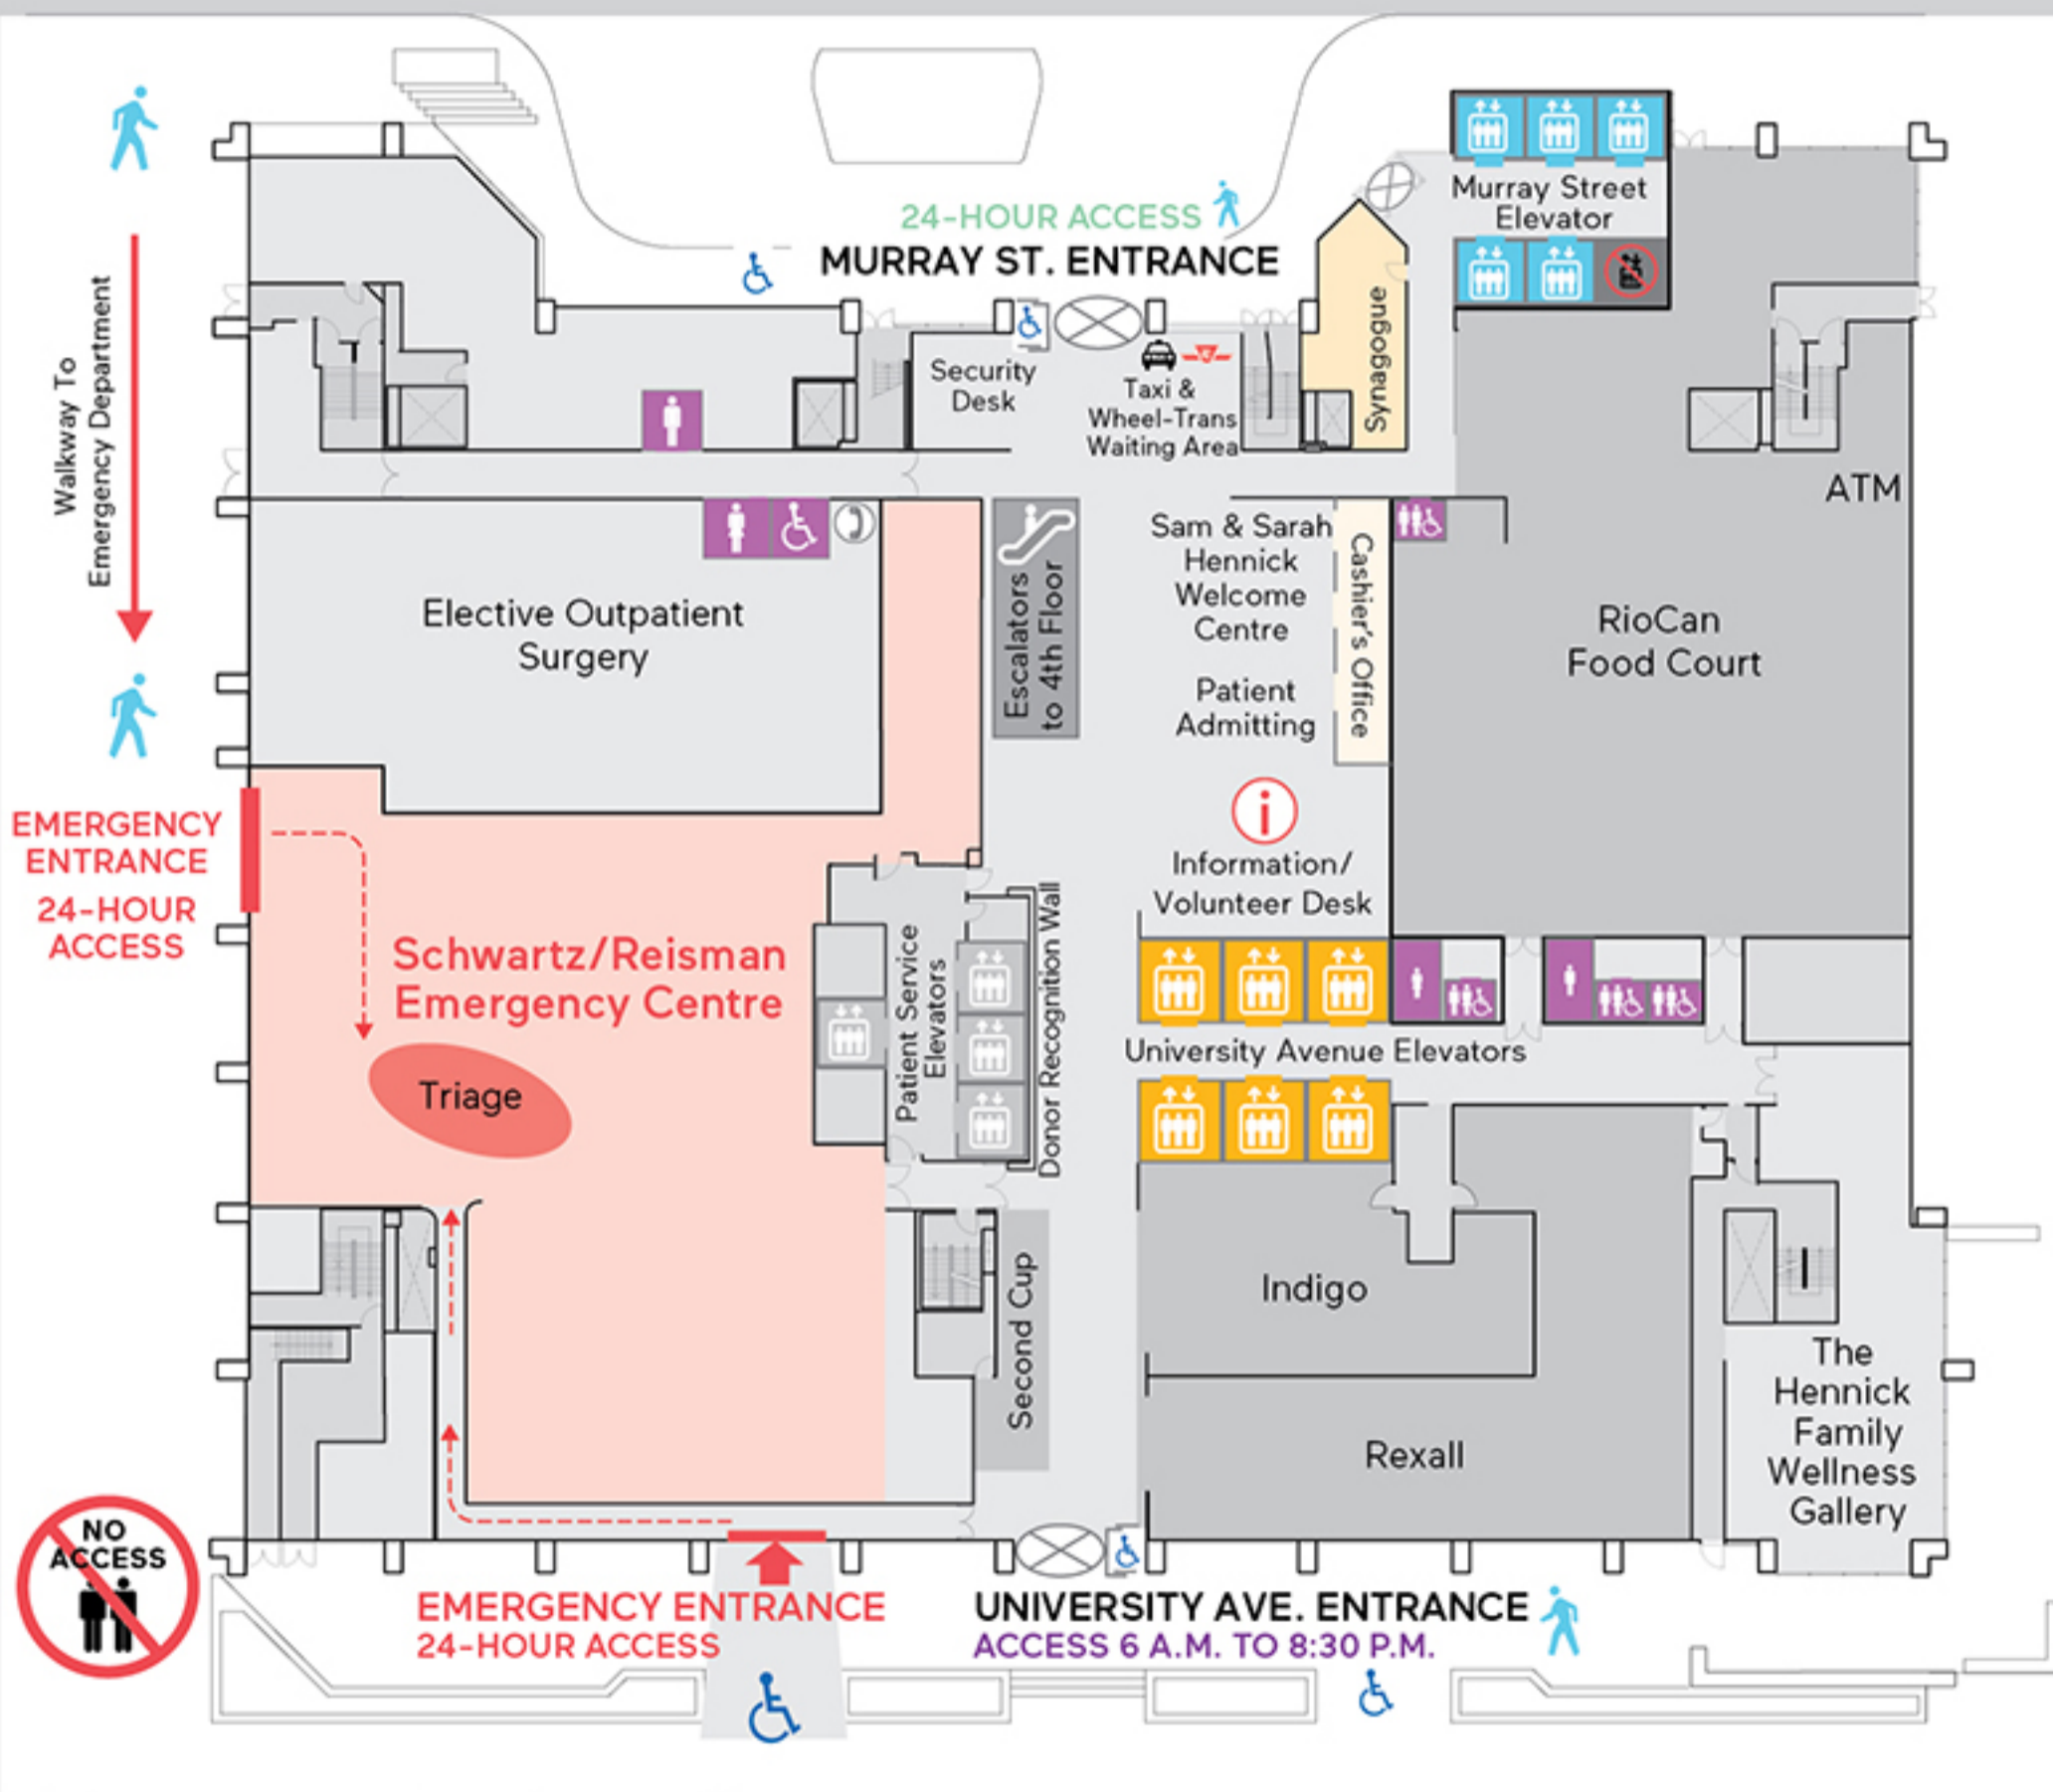 Murray Street
Elevator
24-HOUR ACCESS
MURRAY ST. ENTRANCE
Walkway To
Emergency Department
Security
Desk
Taxi &
Wheel-Trans
Waiting Area
Synagogue
ATM
Elective Outpatient
Surgery
Escalators
to 4th Floor
Sam & Sarah
Hennick
Welcome
Centre
Patient
Admitting
Cashier's Office
RioCan
Food Court
i
Information/
Volunteer Desk
EMERGENCY
ENTRANCE
24-HOUR
ACCESS
Schwartz/Reisman
Emergency Centre
Triage
Patient Service
Elevators
Donor Recognition Wall
University Avenue Elevators
Second Cup
Indigo
Rexall
The
Hennick
Family
Wellness
Gallery
NO
ACCESS
EMERGENCY ENTRANCE
24-HOUR ACCESS
UNIVERSITY AVE. ENTRANCE
ACCESS 6 A.M. TO 8:30 P.M.